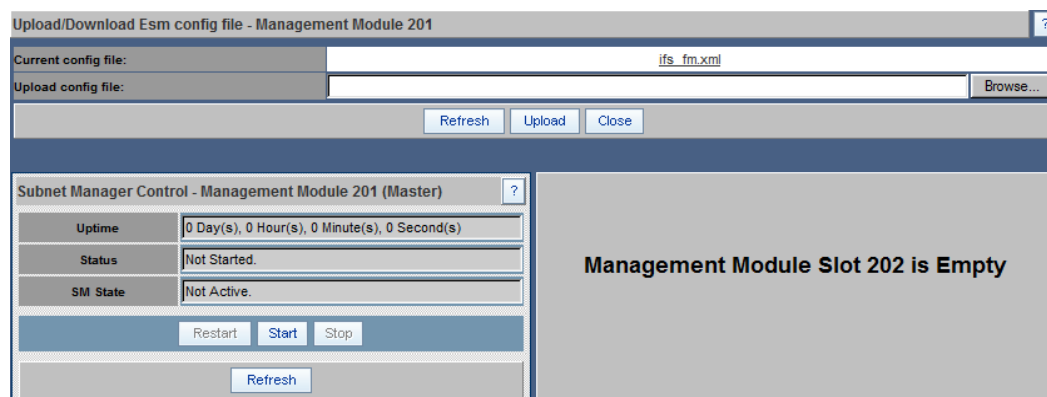 Upload/Download Esm config file - Management Module 201
?
Current config file:
ifs_fm.xml
Upload config file:
Browse...
Refresh
Upload
Close
Subnet Manager Control - Management Module 201 (Master)
?
Uptime
0 Day(s), 0 Hour(s), 0 Minute(s), 0 Second(s)
Status
Not Started.
SM State
Not Active.
Restart
Start
Stop
Refresh
Management Module Slot 202 is Empty